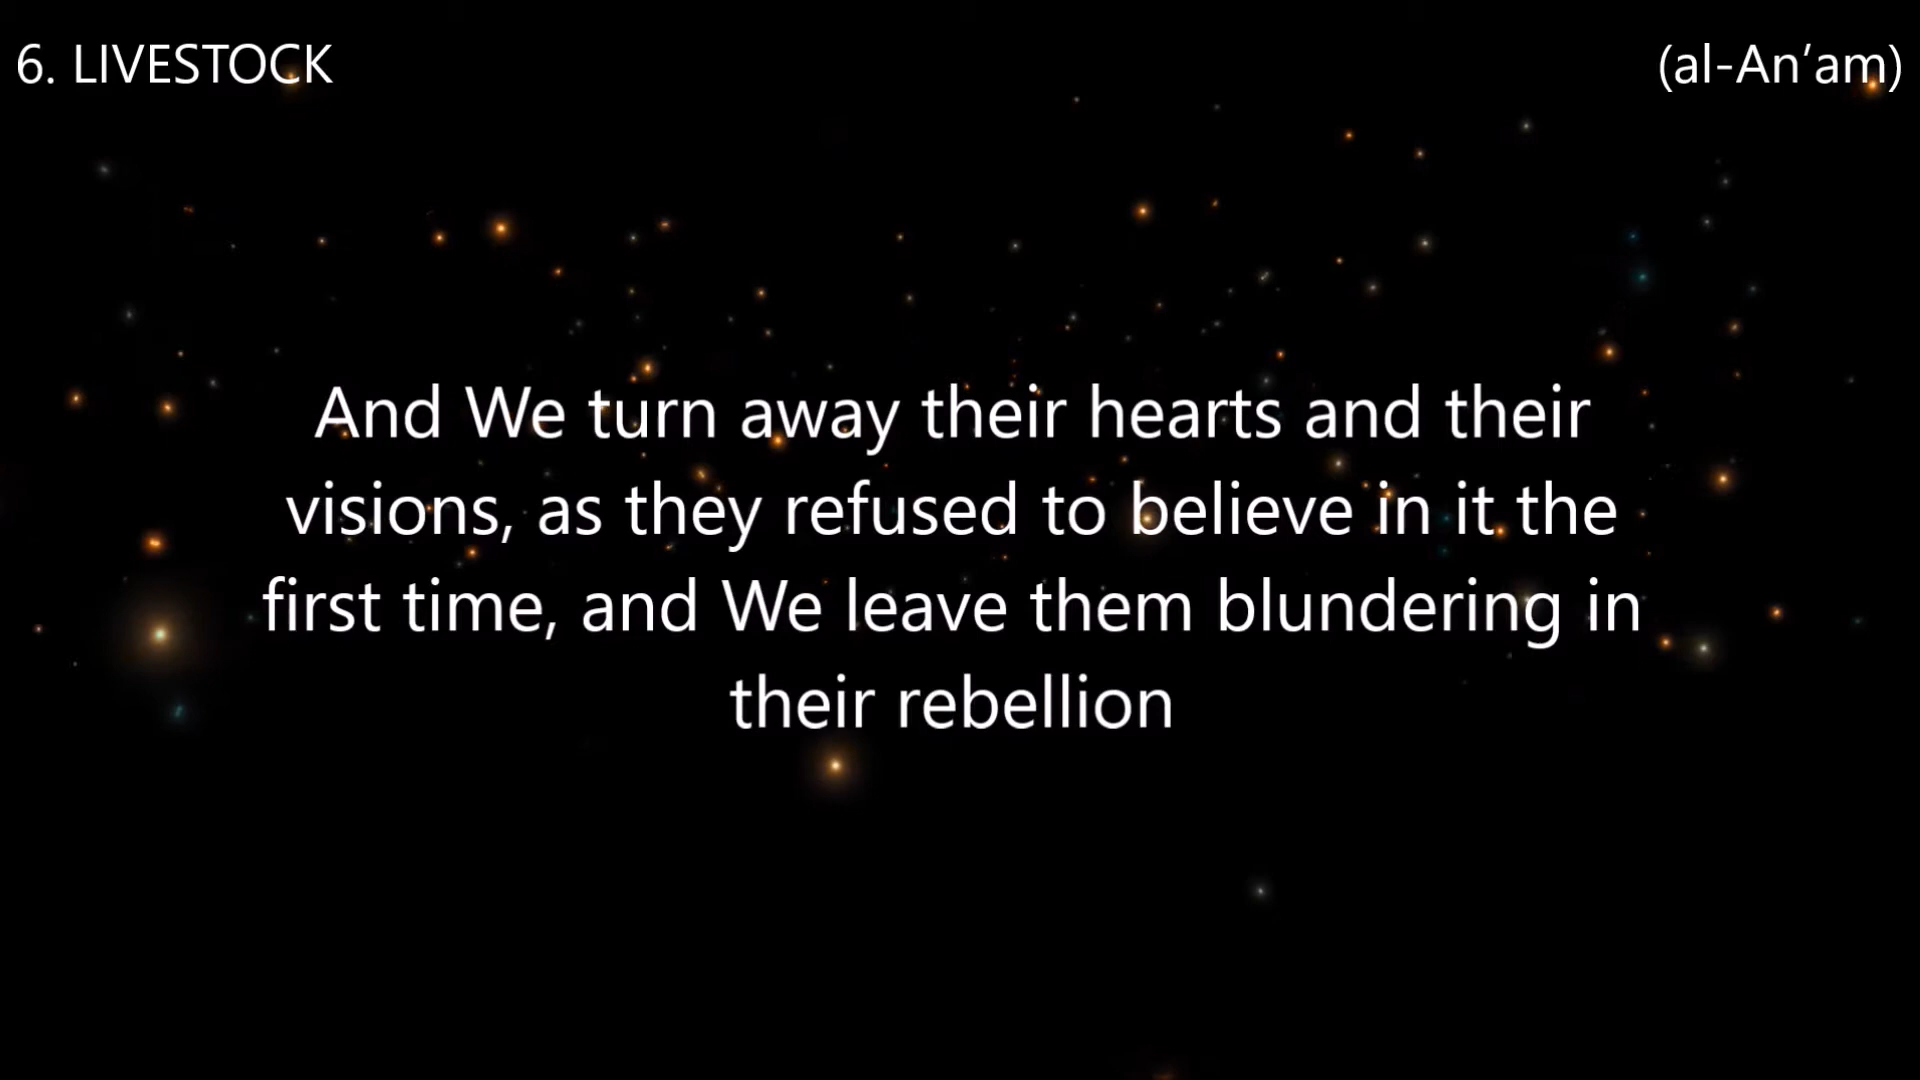 6. LIVESTOCK
(al-An’am)
And We turn away their hearts and their
visions, as they refused to believe in it the
first time, and We leave them blundering in
their rebellion